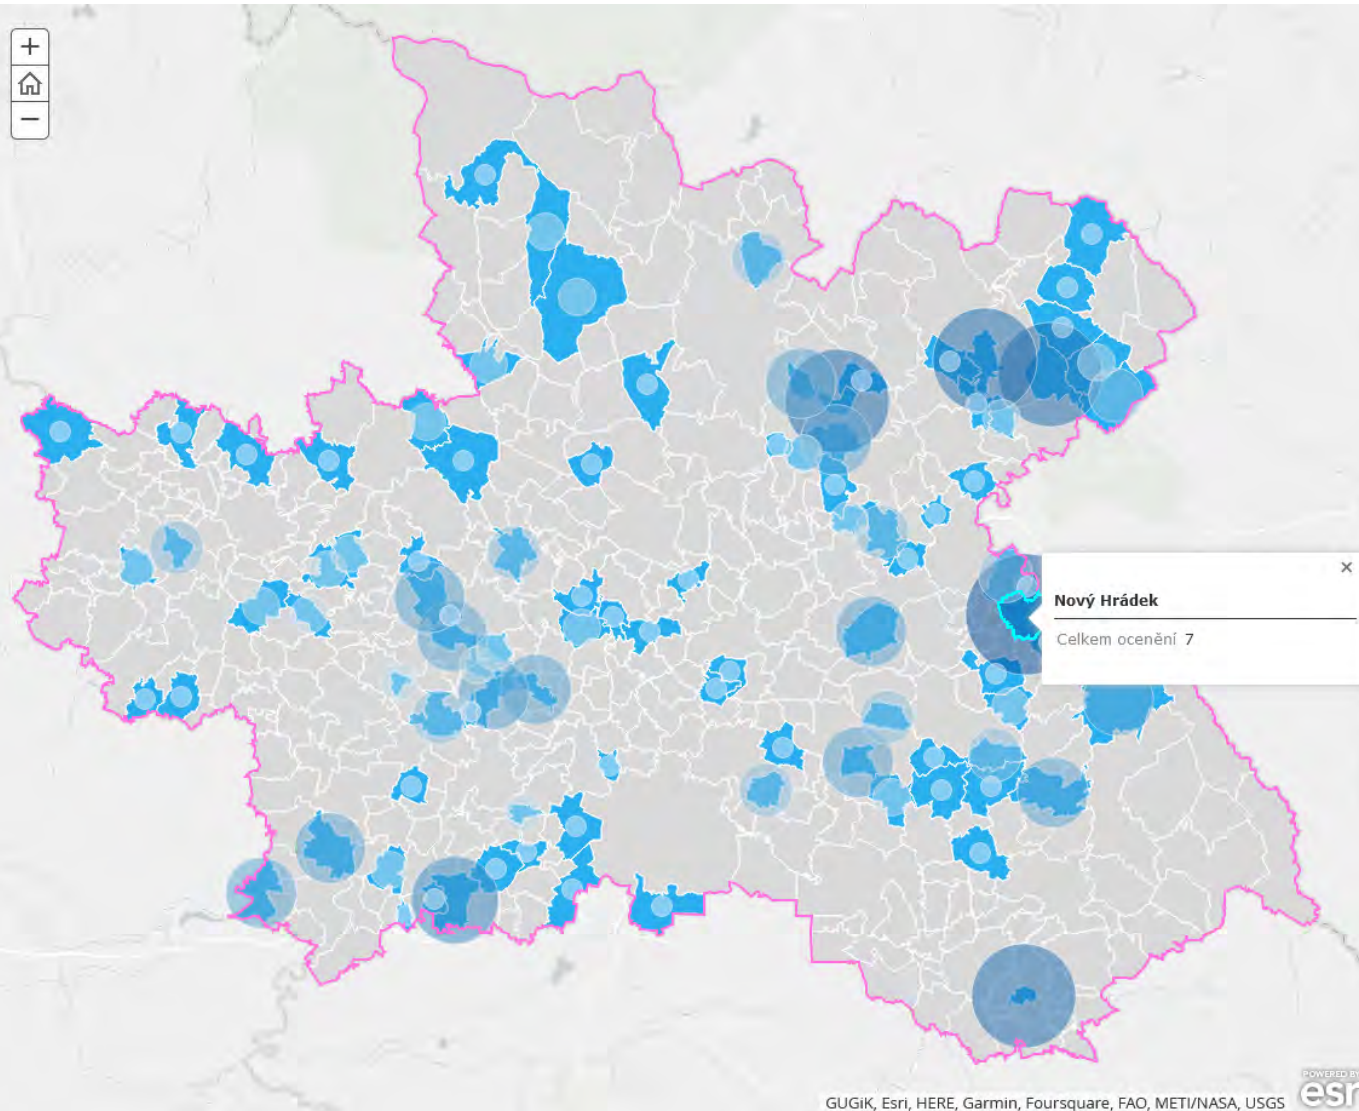 +
−
×
Nový Hrádek
Celkem ocenění 7
POWERED BY
esri
GUGiK, Esri, HERE, Garmin, Foursquare, FAO, METI/NASA, USGS